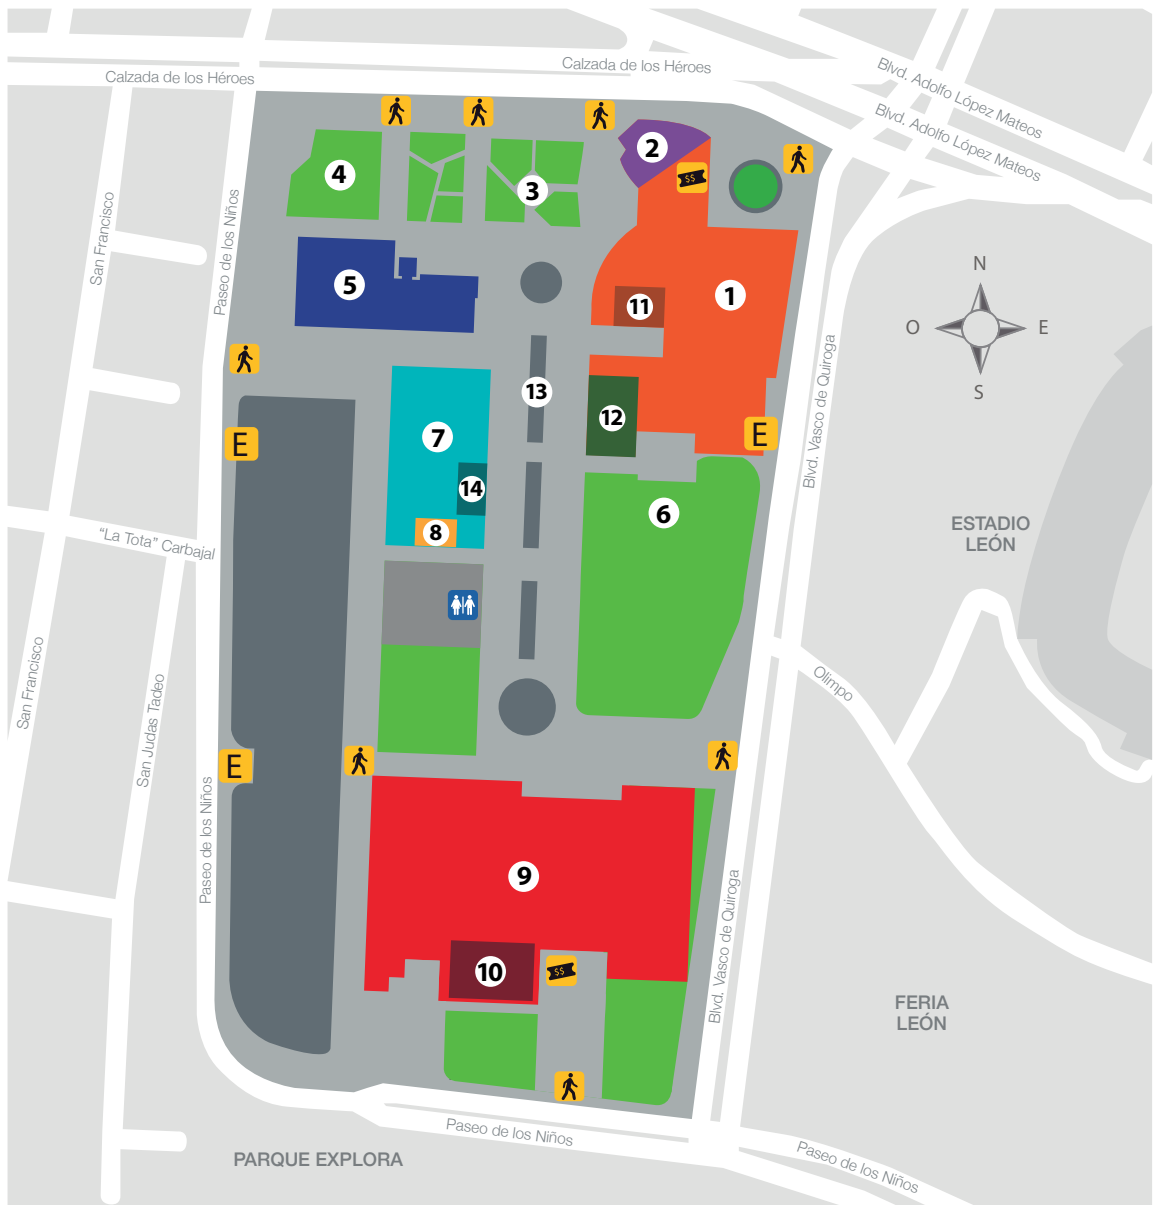 Calzada de los Héroes
Calzada de los Héroes
Blvd. Adolfo López Mateos
Blvd. Adolfo López Mateos
2
$$
4
3
San Francisco
Paseo de los Niños
5
11
1
N
O
E
S
13
12
7
14
8
E
E
6
Blvd. Vasco de Quiroga
ESTADIO
LEÓN
“La Tota” Carbajal
San Francisco
San Judas Tadeo
Olimpo
E
Paseo de los Niños
9
10
$$
Blvd. Vasco de Quiroga
FERIA
LEÓN
Paseo de los Niños
Paseo de los Niños
PARQUE EXPLORA